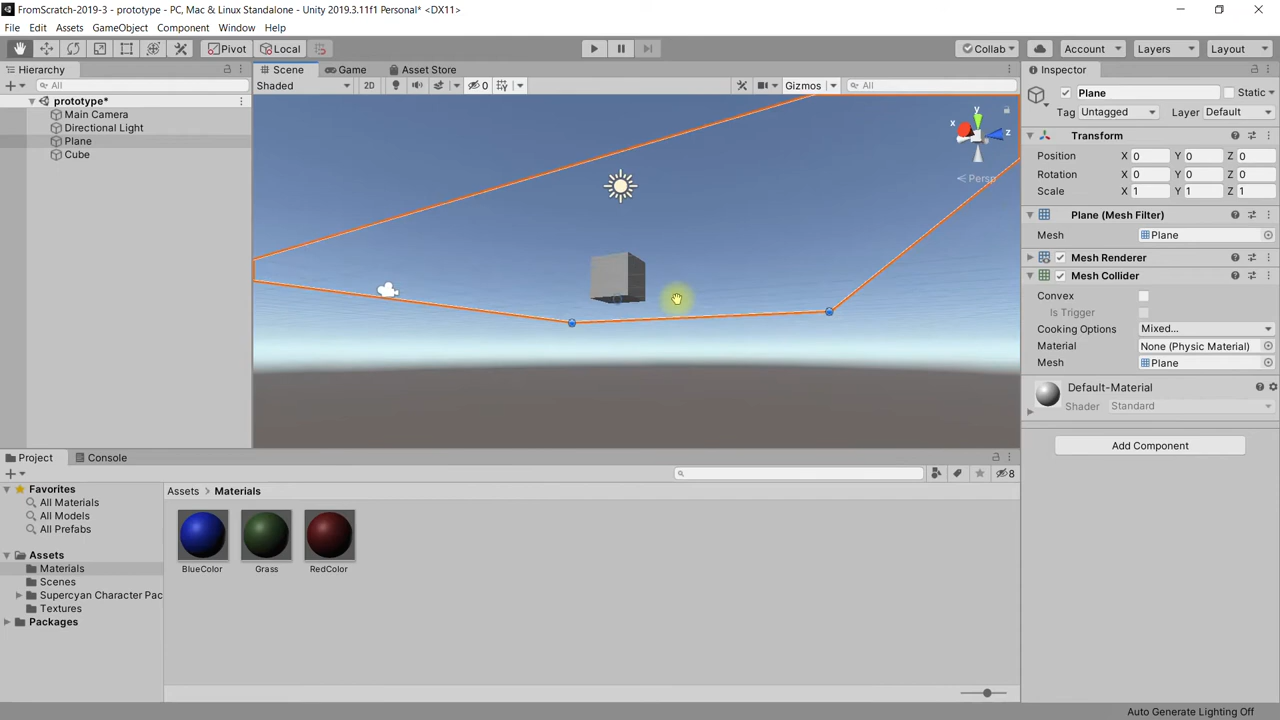 FromScratch-2019-3 - prototype - PC, Mac & Linux Standalone - Unity 2019.3.11f1 Personal* <DX11>
File Edit Assets GameObject Component Window Help
Pivot Local Collab Account Layers Layout
Hierarchy
All
prototype*
Main Camera
Directional Light
Plane
Cube
Scene Game Asset Store
Shaded 2D 0 Gizmos All
y
x
z
Persp
Inspector
Plane Static
Tag Untagged Layer Default
Transform
Position X 0 Y 0 Z 0
Rotation X 0 Y 0 Z 0
Scale X 1 Y 1 Z 1
Plane (Mesh Filter)
Mesh Plane
Mesh Renderer
Mesh Collider
Convex
Is Trigger
Cooking Options Mixed...
Material None (Physic Material)
Mesh Plane
Default-Material
Shader Standard
Add Component
Project Console
8
Favorites
All Materials
All Models
All Prefabs
Assets
Materials
Scenes
Supercyan Character Pac
Textures
Packages
Assets > Materials
BlueColor Grass RedColor
Auto Generate Lighting Off